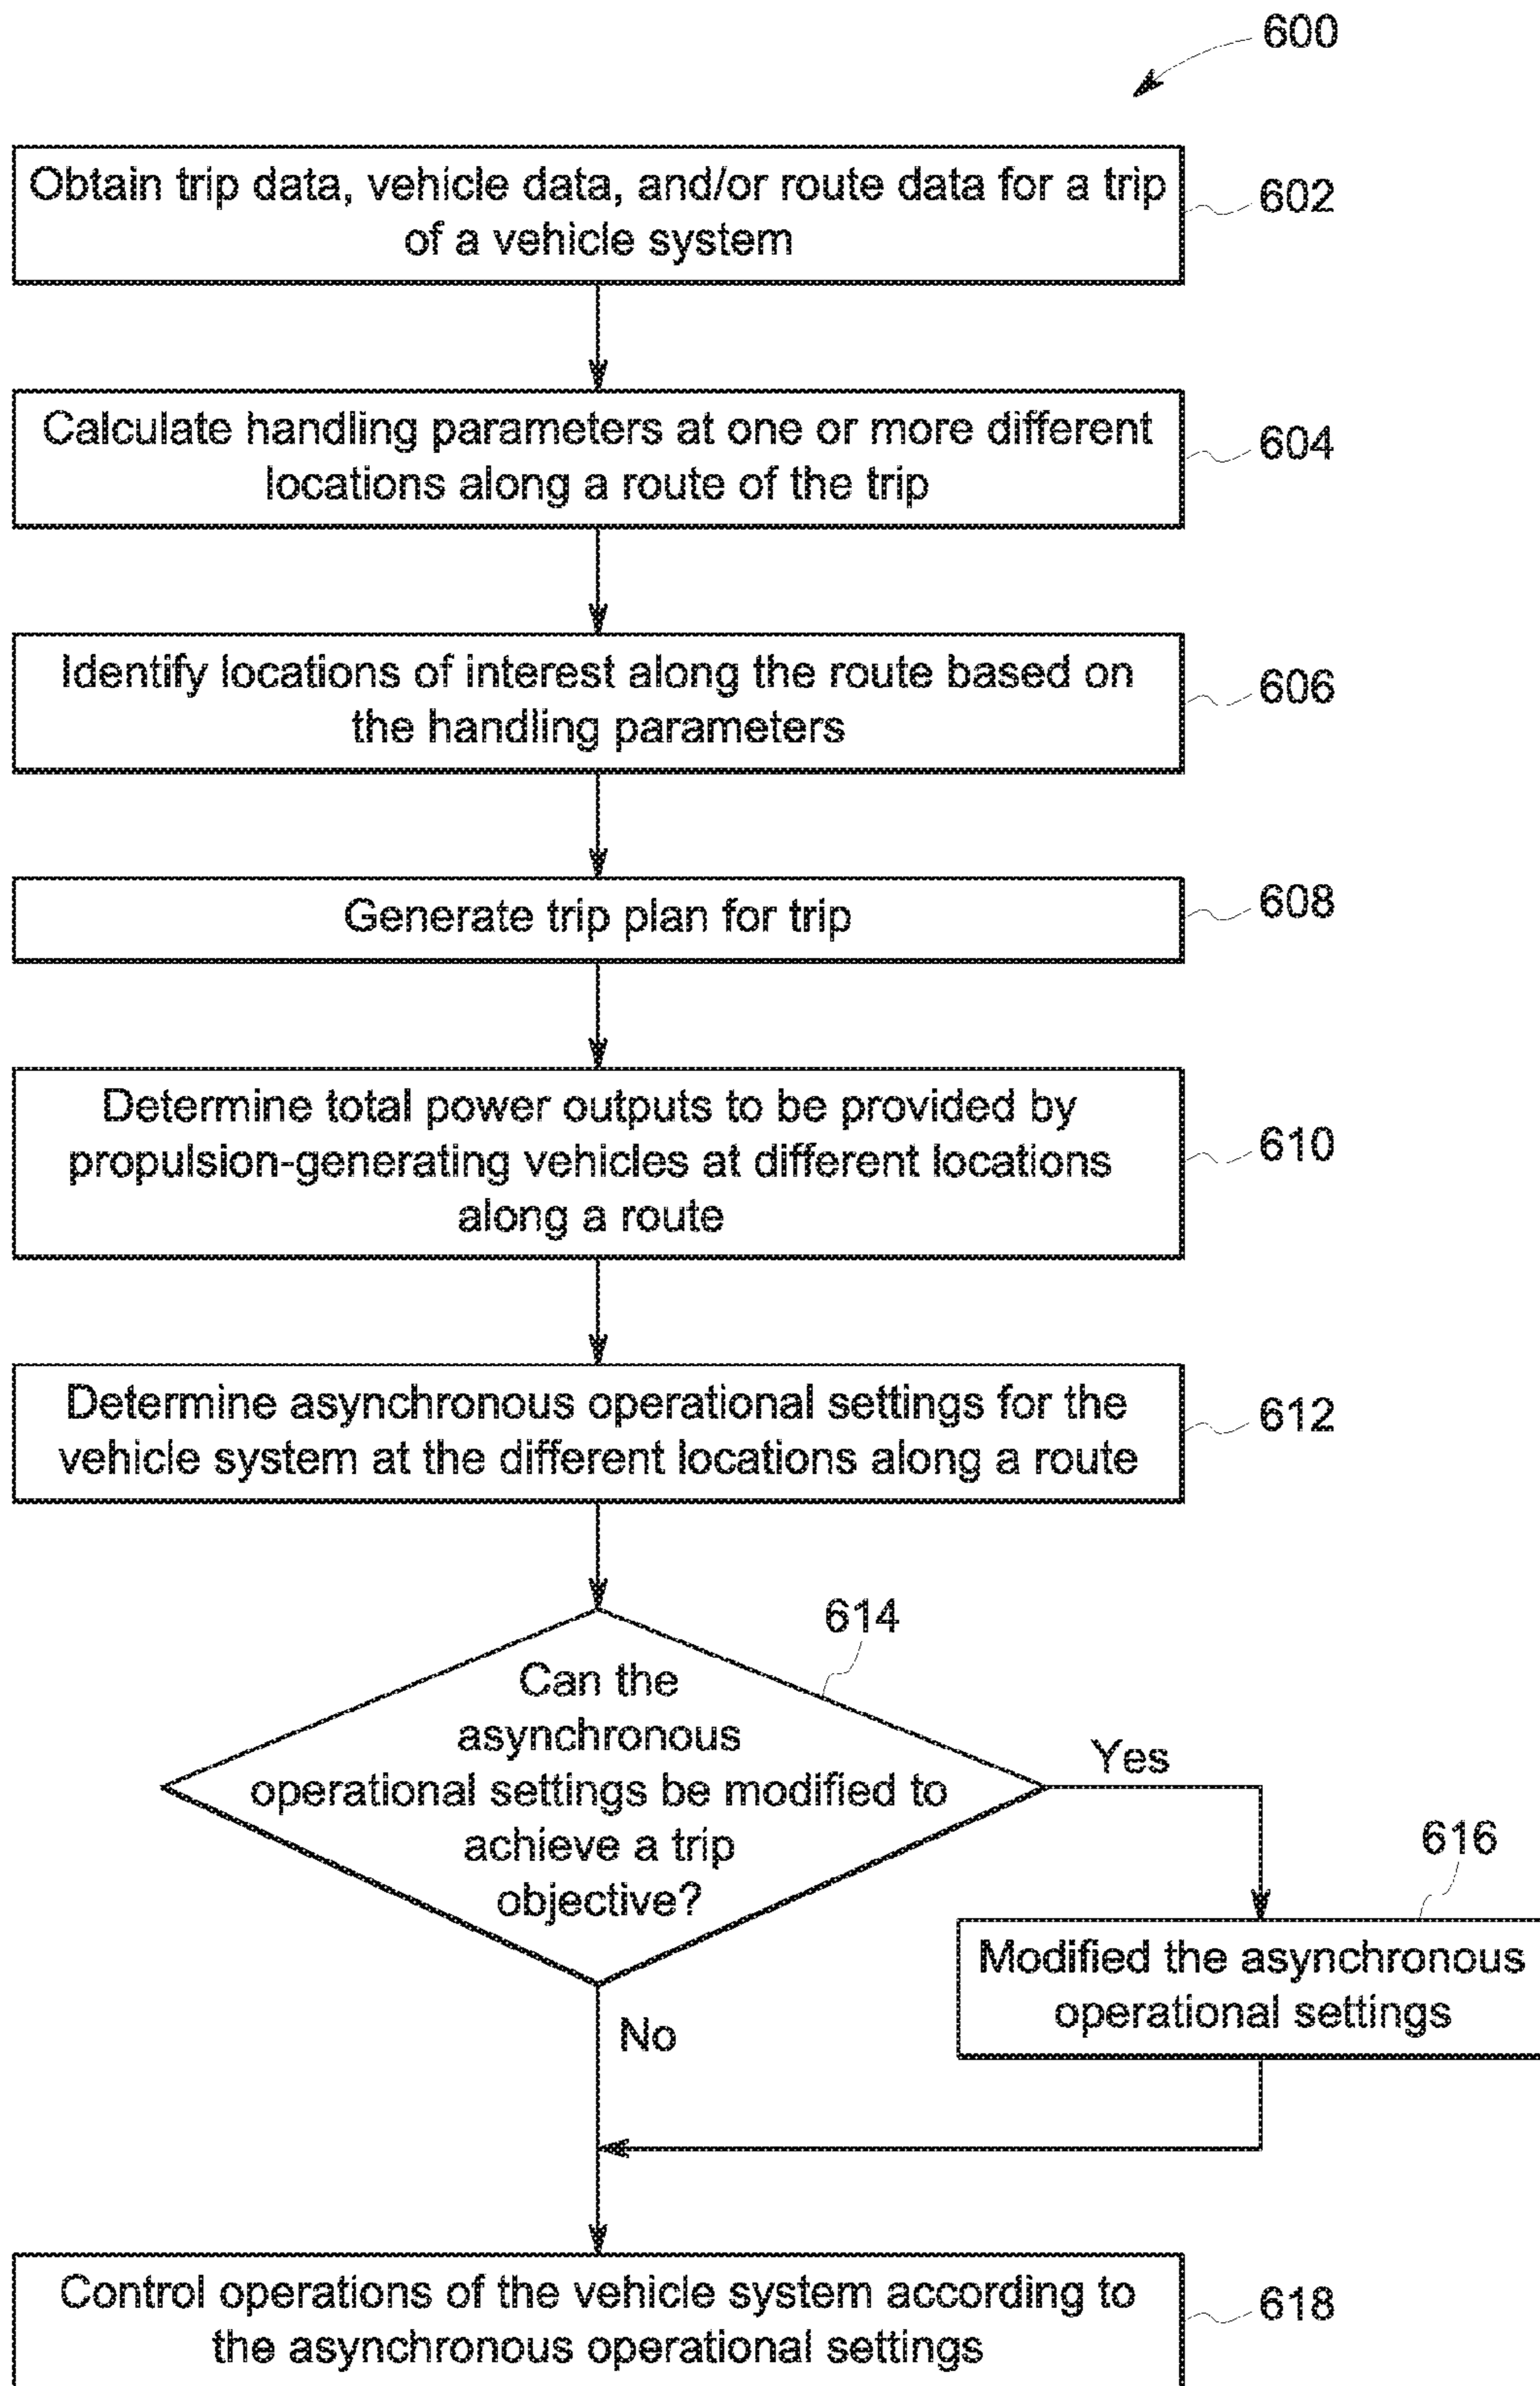 600
Obtain trip data, vehicle data, and/or route data for a trip
of a vehicle system
602
Calculate handling parameters at one or more different
locations along a route of the trip
604
Identify locations of interest along the route based on
the handling parameters
606
Generate trip plan for trip
608
Determine total power outputs to be provided by
propulsion-generating vehicles at different locations
along a route
610
Determine asynchronous operational settings for the
vehicle system at the different locations along a route
612
614
Can the
asynchronous
operational settings be modified to
achieve a trip
objective?
Yes
616
Modified the asynchronous
operational settings
No
Control operations of the vehicle system according to
the asynchronous operational settings
618